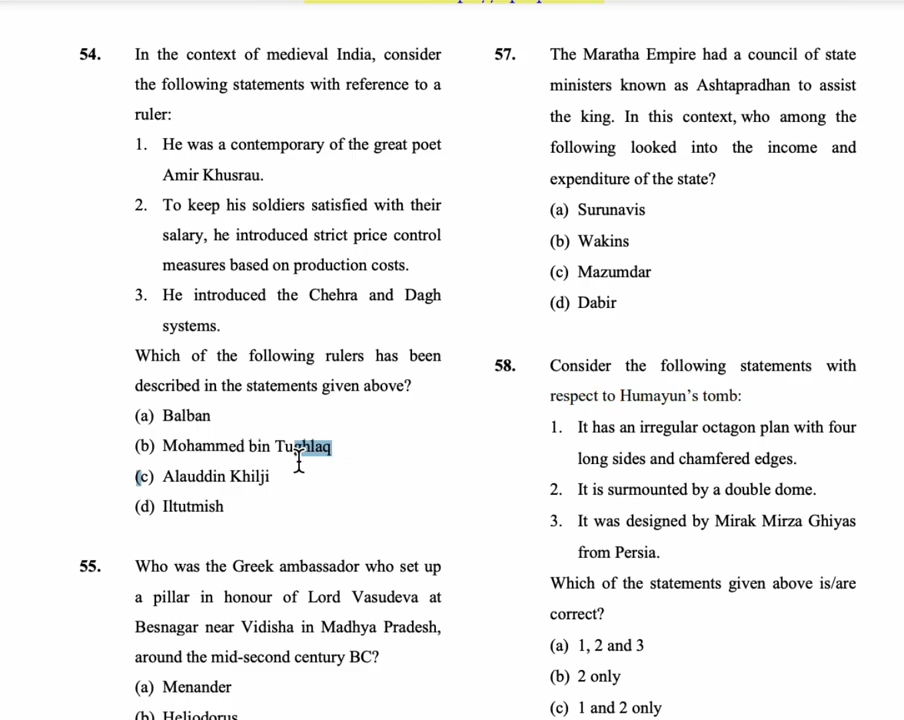 54. In the context of medieval India, consider
the following statements with reference to a
ruler:
1. He was a contemporary of the great poet
Amir Khusrau.
2. To keep his soldiers satisfied with their
salary, he introduced strict price control
measures based on production costs.
3. He introduced the Chehra and Dagh
systems.
Which of the following rulers has been
described in the statements given above?
(a) Balban
(b) Mohammed bin Tughlaq
(c) Alauddin Khilji
(d) Iltutmish
55. Who was the Greek ambassador who set up
a pillar in honour of Lord Vasudeva at
Besnagar near Vidisha in Madhya Pradesh,
around the mid-second century BC?
(a) Menander
(b) Heliodorus
57. The Maratha Empire had a council of state
ministers known as Ashtapradhan to assist
the king. In this context, who among the
following looked into the income and
expenditure of the state?
(a) Surunavis
(b) Wakins
(c) Mazumdar
(d) Dabir
58. Consider the following statements with
respect to Humayun's tomb:
1. It has an irregular octagon plan with four
long sides and chamfered edges.
2. It is surmounted by a double dome.
3. It was designed by Mirak Mirza Ghiyas
from Persia.
Which of the statements given above is/are
correct?
(a) 1, 2 and 3
(b) 2 only
(c) 1 and 2 only